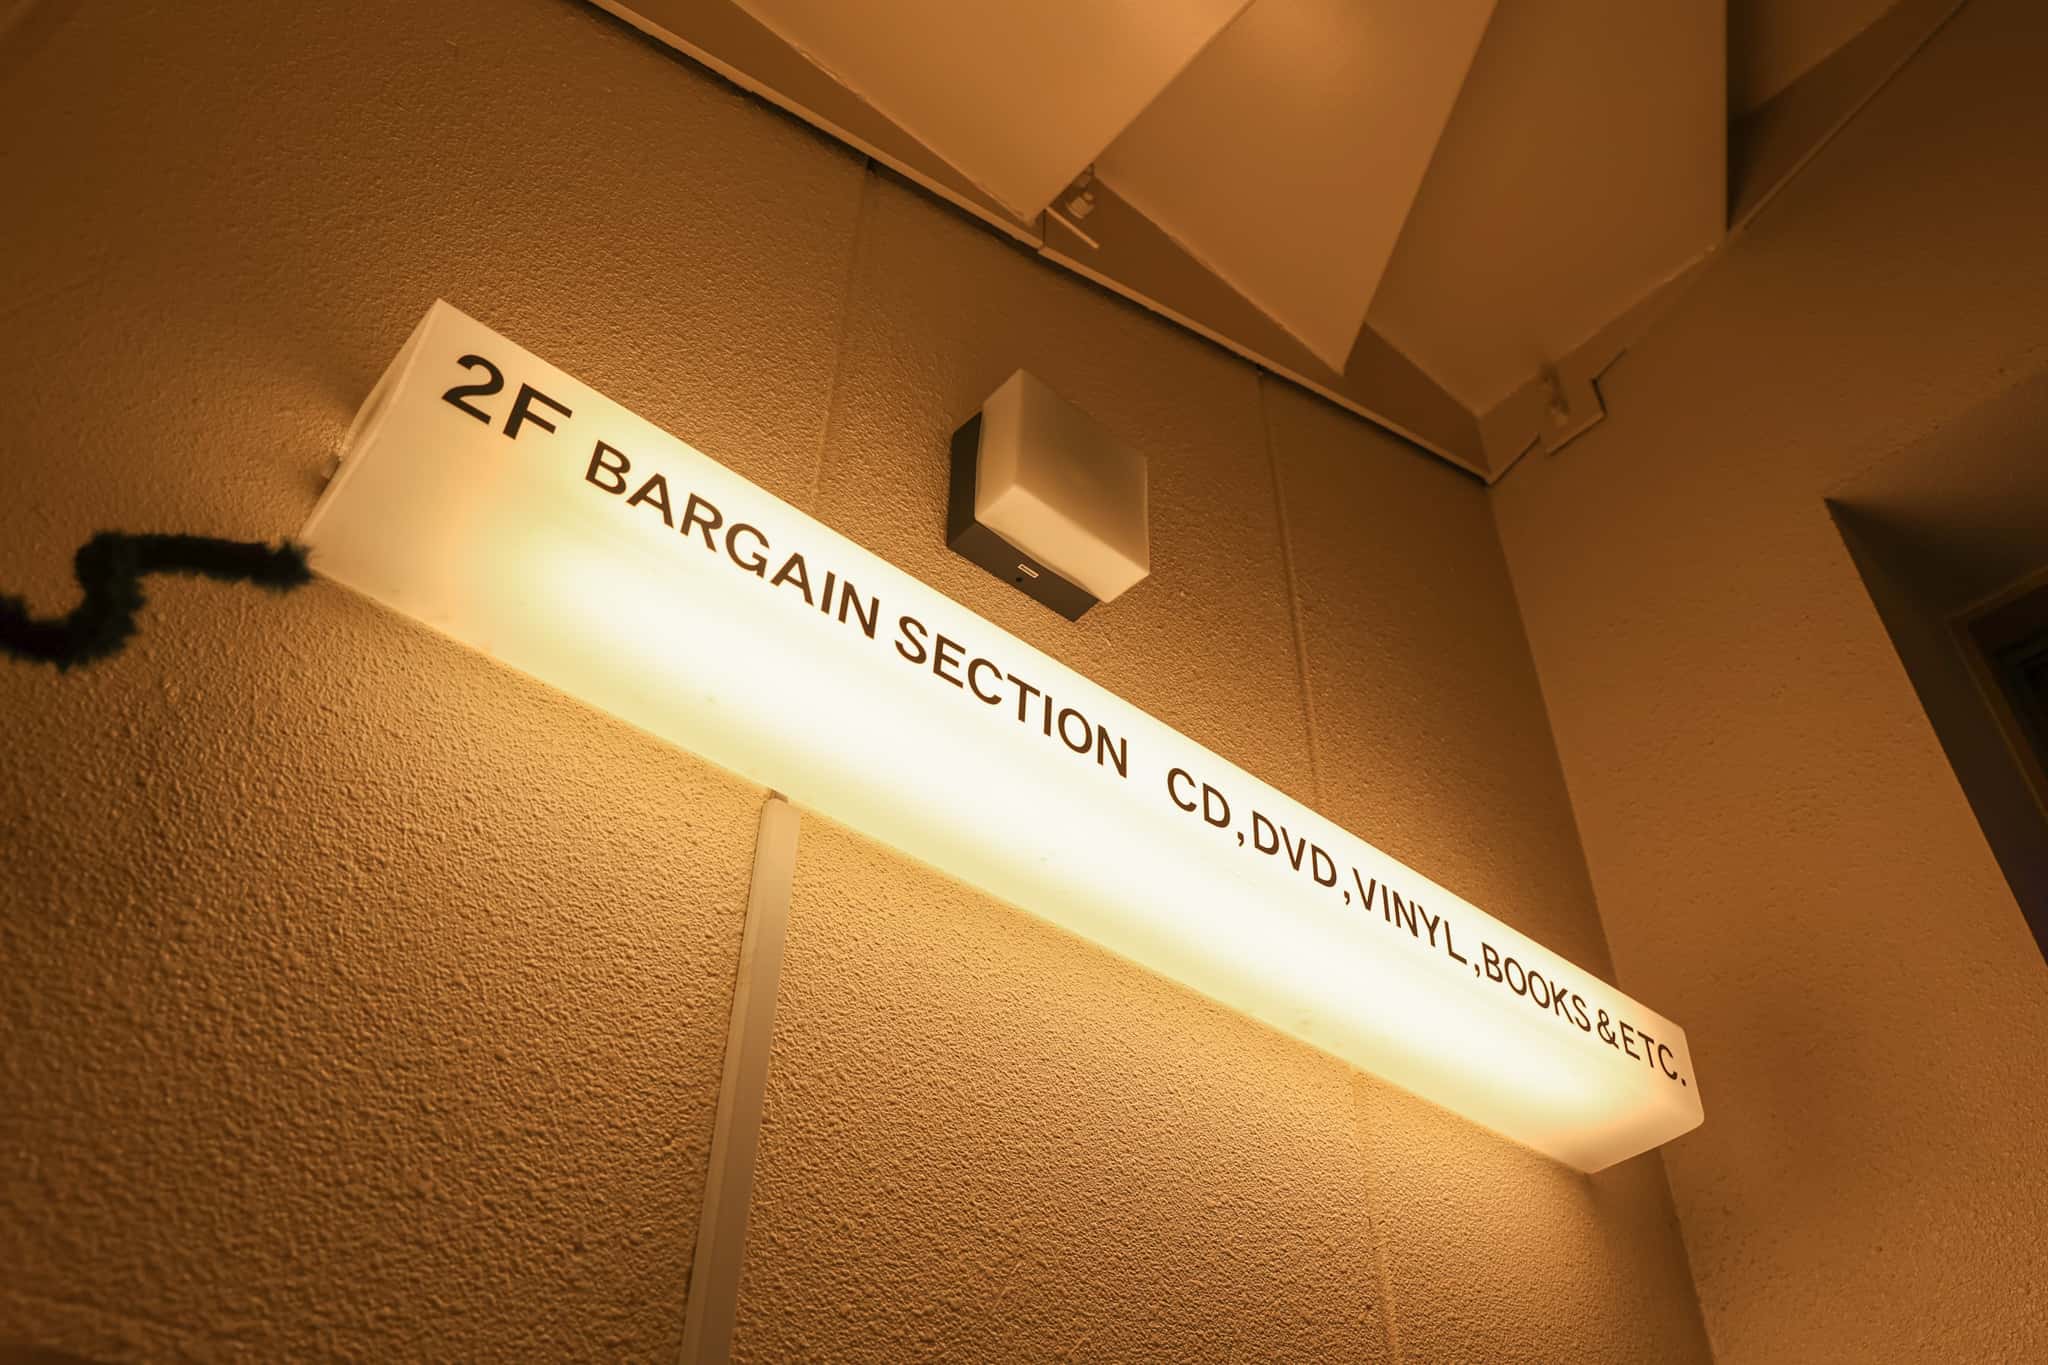 2F BARGAIN SECTION CD,DVD,VINYL,BOOKS&ETC.